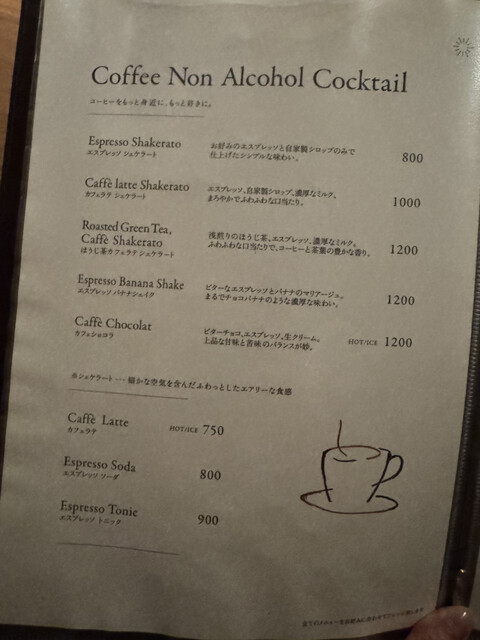 Coffee Non Alcohol Cocktail
コーヒーをもっと身近に、もっと好きに。
Espresso Shakerato
エスプレッソ シェケラート
お好みのエスプレッソと自家製シロップのみで
仕上げたシンプルな味わい。
800
Caffè latte Shakerato
カフェラテ シェケラート
エスプレッソ、自家製シロップ、濃厚なミルク。
まろやかでふわふわな口当たり。
1000
Roasted Green Tea,
Caffè Shakerato
ほうじ茶カフェラテ シェケラート
浅煎りのほうじ茶、エスプレッソ、濃厚なミルク。
ふわふわな口当たりで、コーヒーと茶葉の豊かな香り。
1200
Espresso Banana Shake
エスプレッソ バナナシェイク
ビターなエスプレッソとバナナのマリアージュ。
まるでチョコバナナのような濃厚な味わい。
1200
Caffè Chocolat
カフェショコラ
ビターチョコ、エスプレッソ、生クリーム。
上品な甘味と苦味のバランスが妙。
HOT/ICE 1200
※シェケラート … 細かな空気を含んだふわっとしたエアリーな食感
Caffè Latte
カフェラテ
HOT/ICE 750
Espresso Soda
エスプレッソ ソーダ
800
Espresso Tonic
エスプレッソ トニック
900